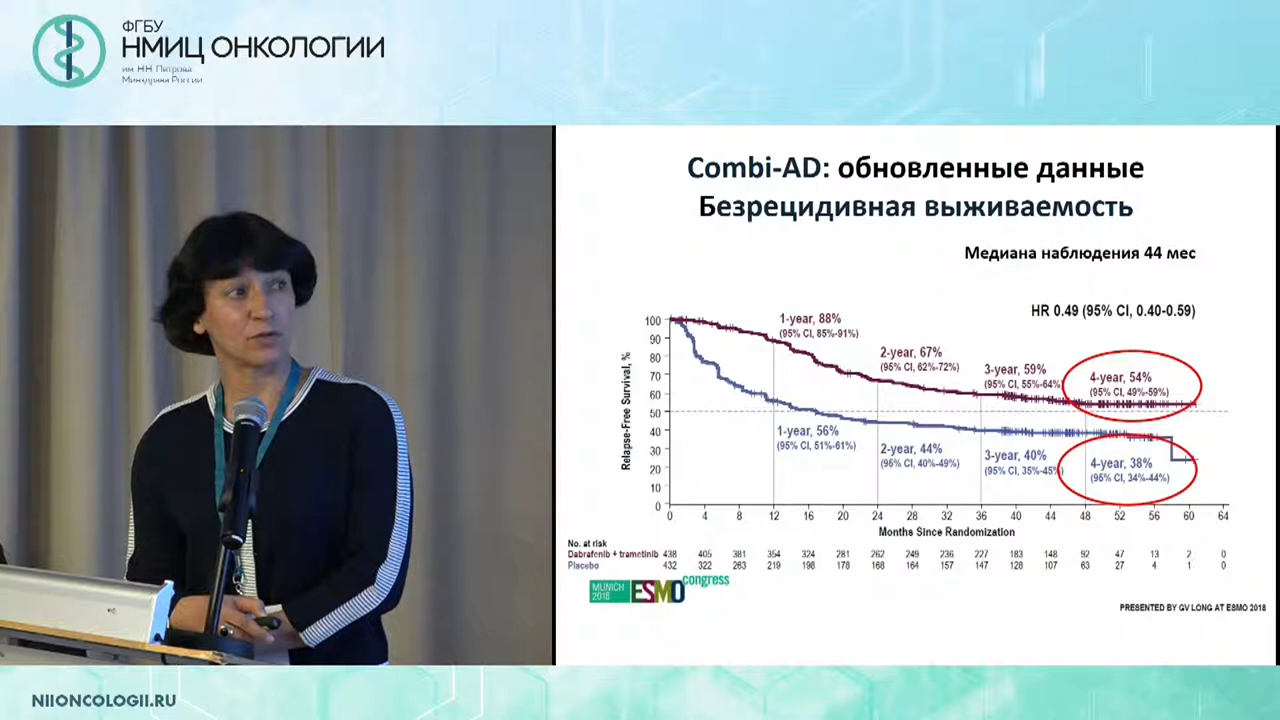 ФГБУ
НМИЦ ОНКОЛОГИИ
им НН Петрова
Минздрава России
Combi-AD: обновленные данные
Безрецидивная выживаемость
Медиана наблюдения 44 мес
HR 0.49 (95% CI, 0.40-0.59)
Relapse-Free Survival, %
100
90
80
70
60
50
40
30
20
10
0
1-year, 88%
(95% CI, 85%-91%)
2-year, 67%
(95% CI, 62%-72%)
3-year, 59%
(95% CI, 55%-64%)
4-year, 54%
(95% CI, 49%-59%)
1-year, 56%
(95% CI, 51%-61%)
2-year, 44%
(95% CI, 40%-49%)
3-year, 40%
(95% CI, 35%-45%)
4-year, 38%
(95% CI, 34%-44%)
0 4 8 12 16 20 24 28 32 36 40 44 48 52 56 60 64
Months Since Randomization
No. at risk
Dabrafenib + trametinib 438 405 381 354 324 281 262 249 236 227 183 148 92 47 13 2 0
Placebo 432 322 263 219 198 178 168 164 157 147 128 107 63 27 4 1 0
MUNICH
2018
ESMO congress
PRESENTED BY GV LONG AT ESMO 2018
NIIONCOLOGII.RU